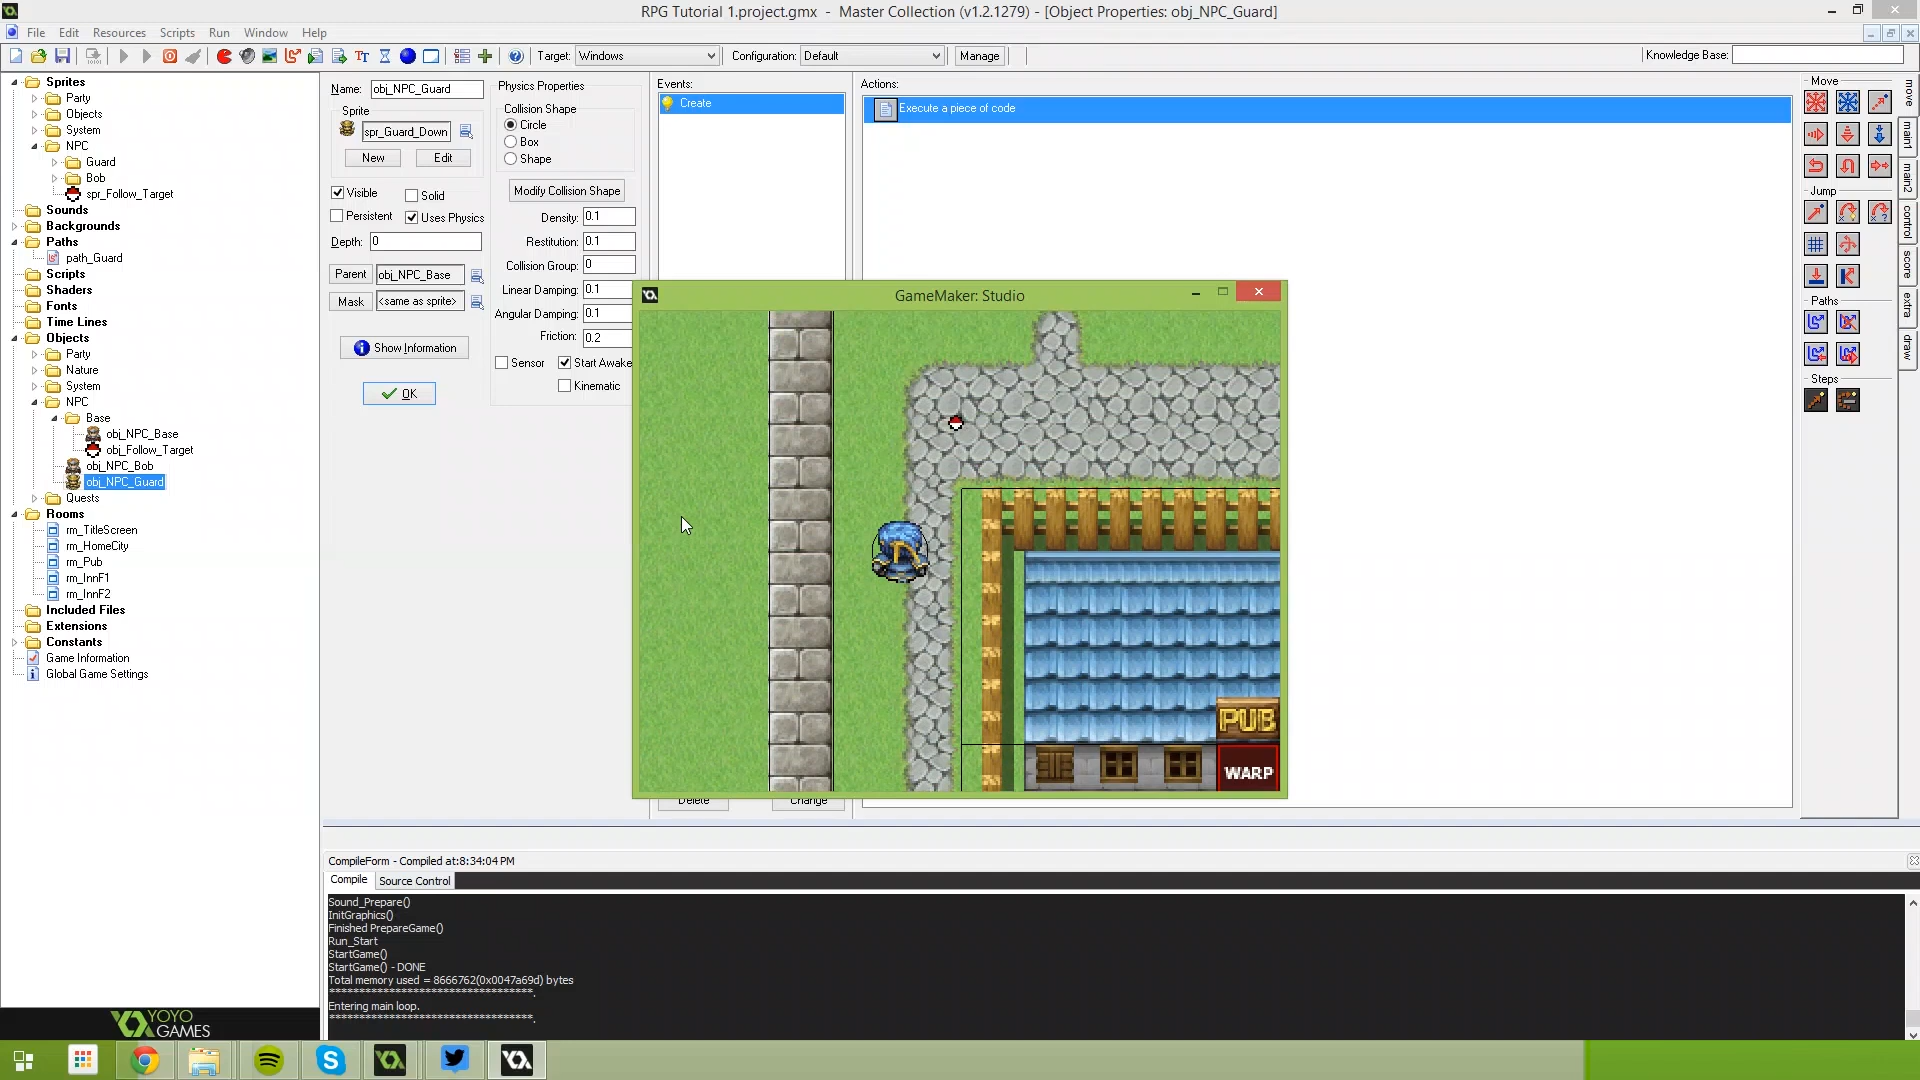 RPG Tutorial 1.project.gmx - Master Collection (v1.2.1279) - [Object Properties: obj_NPC_Guard]
File Edit Resources Scripts Run Window Help
Target: Windows Configuration: Default Manage Knowledge Base:
Sprites
Party
Objects
System
NPC
Guard
Bob
spr_Follow_Target
Sounds
Backgrounds
Paths
path_Guard
Scripts
Shaders
Fonts
Time Lines
Objects
Party
Nature
System
NPC
Base
obj_NPC_Base
obj_Follow_Target
obj_NPC_Bob
obj_NPC_Guard
Quests
Rooms
rm_TitleScreen
rm_HomeCity
rm_Pub
rm_InnF1
rm_InnF2
Included Files
Extensions
Constants
Game Information
Global Game Settings
YOYO
GAMES
Name: obj_NPC_Guard
Sprite
spr_Guard_Down
New Edit
Visible Solid
Persistent Uses Physics
Depth: 0
Parent obj_NPC_Base
Mask <same as sprite>
Show Information
OK
Physics Properties
Collision Shape
Circle
Box
Shape
Modify Collision Shape
Density: 0.1
Restitution: 0.1
Collision Group: 0
Linear Damping: 0.1
Angular Damping: 0.1
Friction: 0.2
Sensor Start Awake
Kinematic
Events:
Create
Delete Change
Actions:
Execute a piece of code
GameMaker: Studio
PUB
WARP
Move
Jump
Paths
Steps
move
main1
main2
control
score
extra
draw
CompileForm - Compiled at:8:34:04 PM
Compile Source Control
Sound_Prepare()
InitGraphics()
Finished PrepareGame()
Run_Start
StartGame()
StartGame() - DONE
Total memory used = 8666762(0x0047a69d) bytes
**********************************.
Entering main loop.
**********************************.